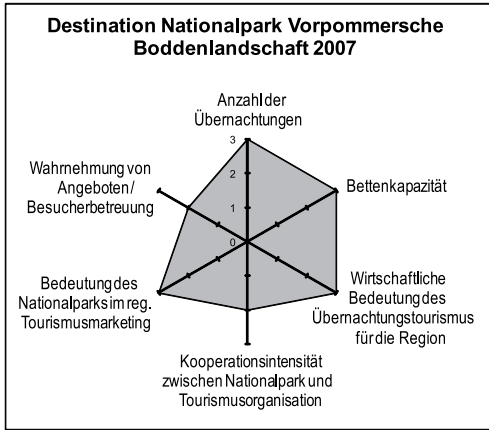 Destination Nationalpark Vorpommersche
Boddenlandschaft 2007
Anzahl der
Übernachtungen
3
2
1
0
Wahrnehmung von
Angeboten/
Besucherbetreuung
Bettenkapazität
Bedeutung des
Nationalparks im reg.
Tourismusmarketing
Wirtschaftliche
Bedeutung des
Übernachtungstourismus
für die Region
Kooperationsintensität
zwischen Nationalpark und
Tourismusorganisation